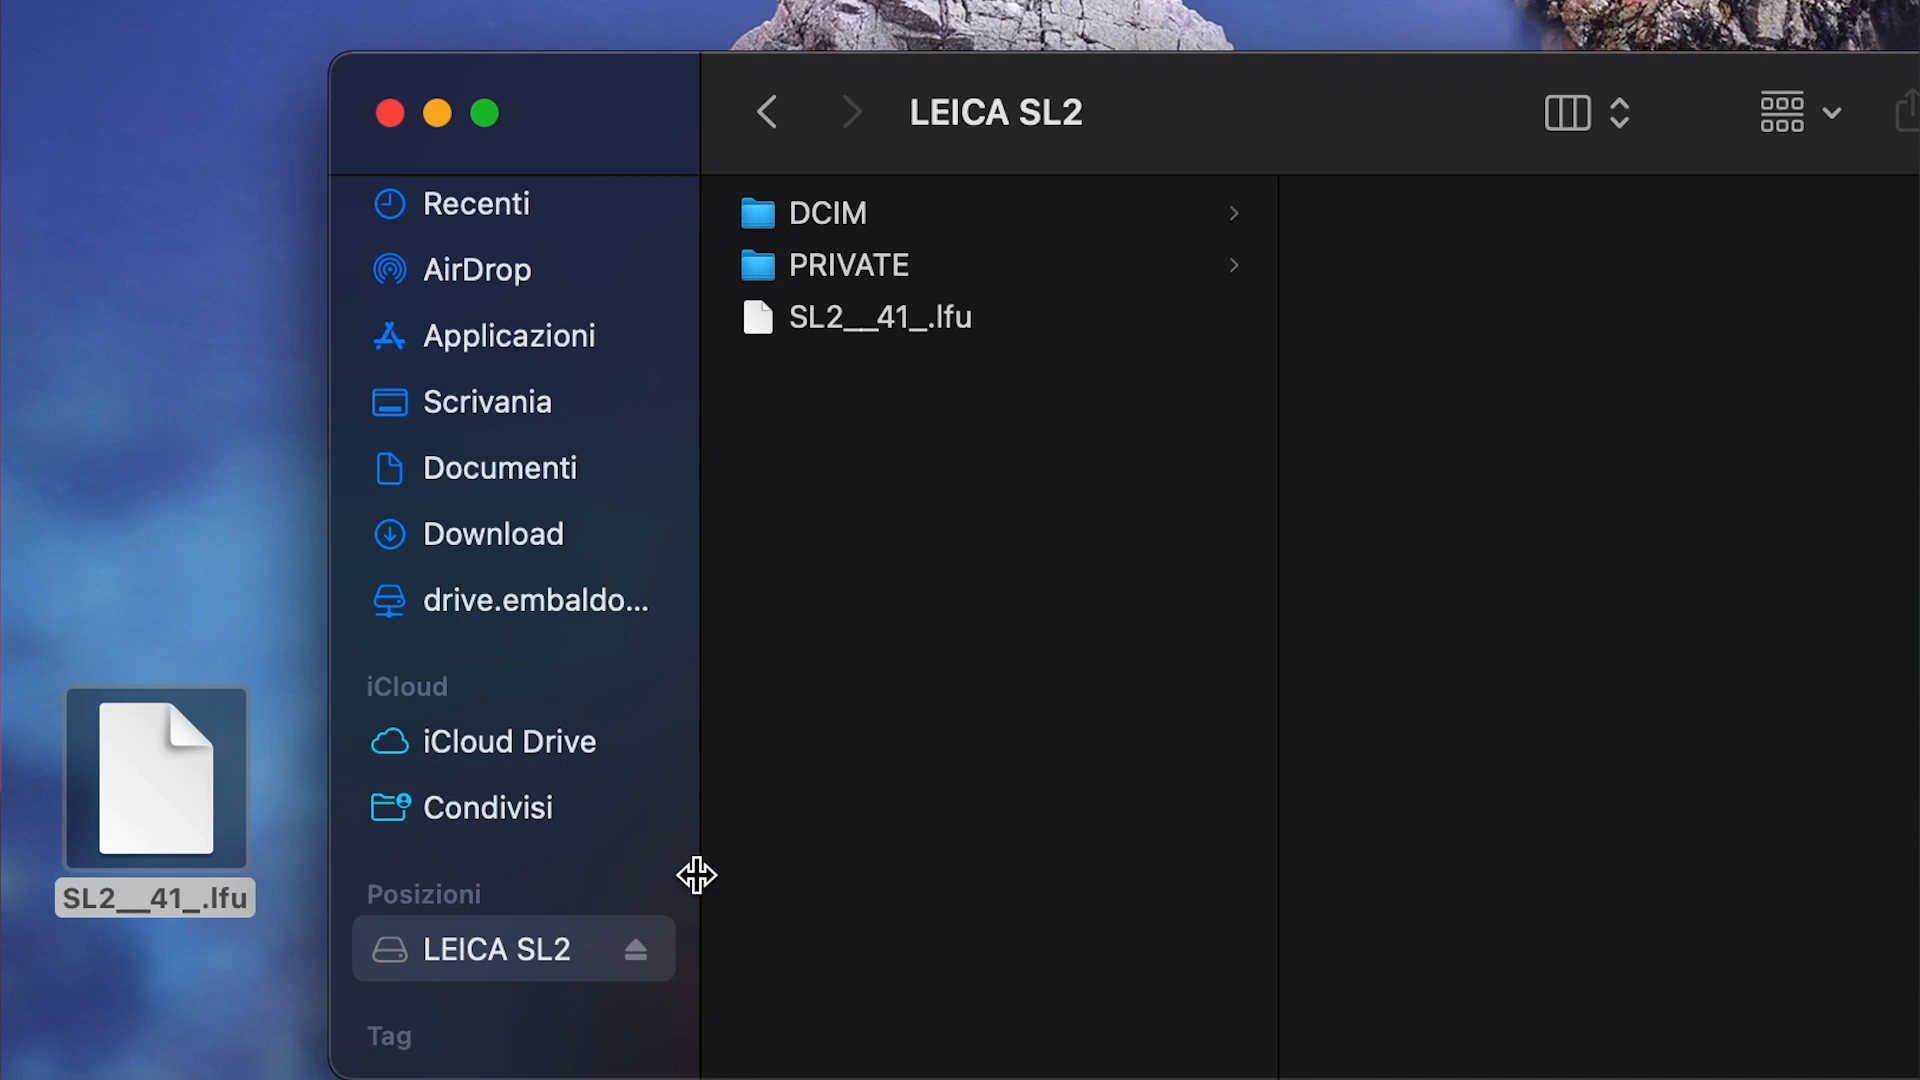 LEICA SL2
Recenti
AirDrop
Applicazioni
Scrivania
Documenti
Download
drive.embaldo...
iCloud
iCloud Drive
Condivisi
Posizioni
LEICA SL2
Tag
DCIM
PRIVATE
SL2__41_.lfu
SL2__41_.lfu